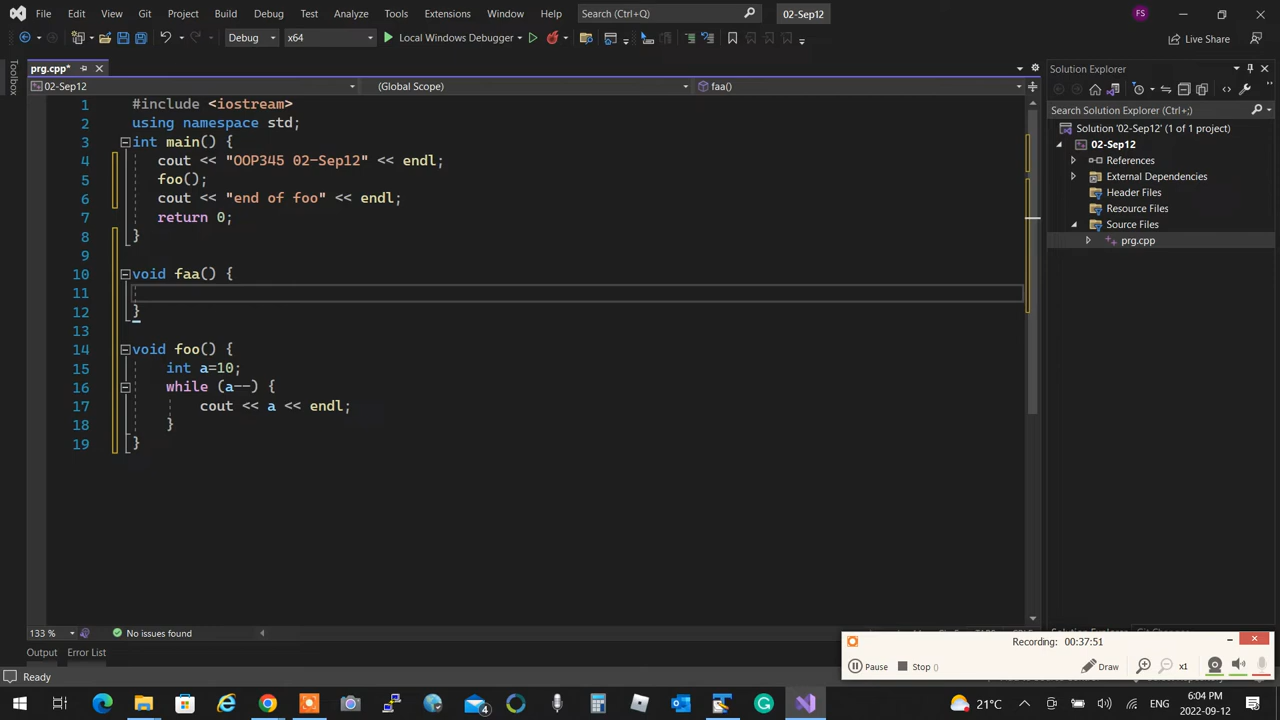 File Edit View Git Project Build Debug Test Analyze Tools Extensions Window Help Search (Ctrl+Q) 02-Sep12 FS
Debug x64 Local Windows Debugger Live Share
Toolbox
prg.cpp*
Solution Explorer
02-Sep12 (Global Scope) faa()
Search Solution Explorer (Ctrl+;)
Solution '02-Sep12' (1 of 1 project)
02-Sep12
References
External Dependencies
Header Files
Resource Files
Source Files
prg.cpp
1 #include <iostream>
2 using namespace std;
3 int main() {
4 cout << "OOP345 02-Sep12" << endl;
5 foo();
6 cout << "end of foo" << endl;
7 return 0;
8 }
9
10 void faa() {
11
12 }
13
14 void foo() {
15 int a=10;
16 while (a--) {
17 cout << a << endl;
18 }
19 }
133 % No issues found
Output Error List
Ready
Recording: 00:37:51
Pause Stop Draw x1
4
21°C ENG 6:04 PM
2022-09-12